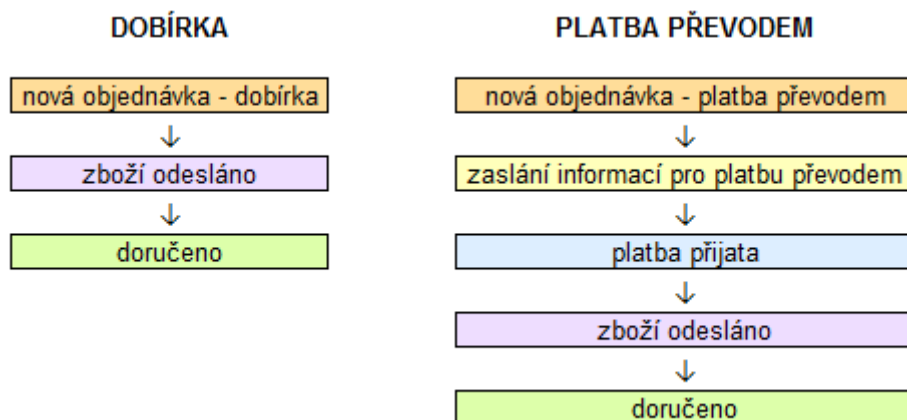 DOBÍRKA
nová objednávka - dobírka
↓
zboží odesláno
↓
doručeno
PLATBA PŘEVODEM
nová objednávka - platba převodem
↓
zaslání informací pro platbu převodem
↓
platba přijata
↓
zboží odesláno
↓
doručeno